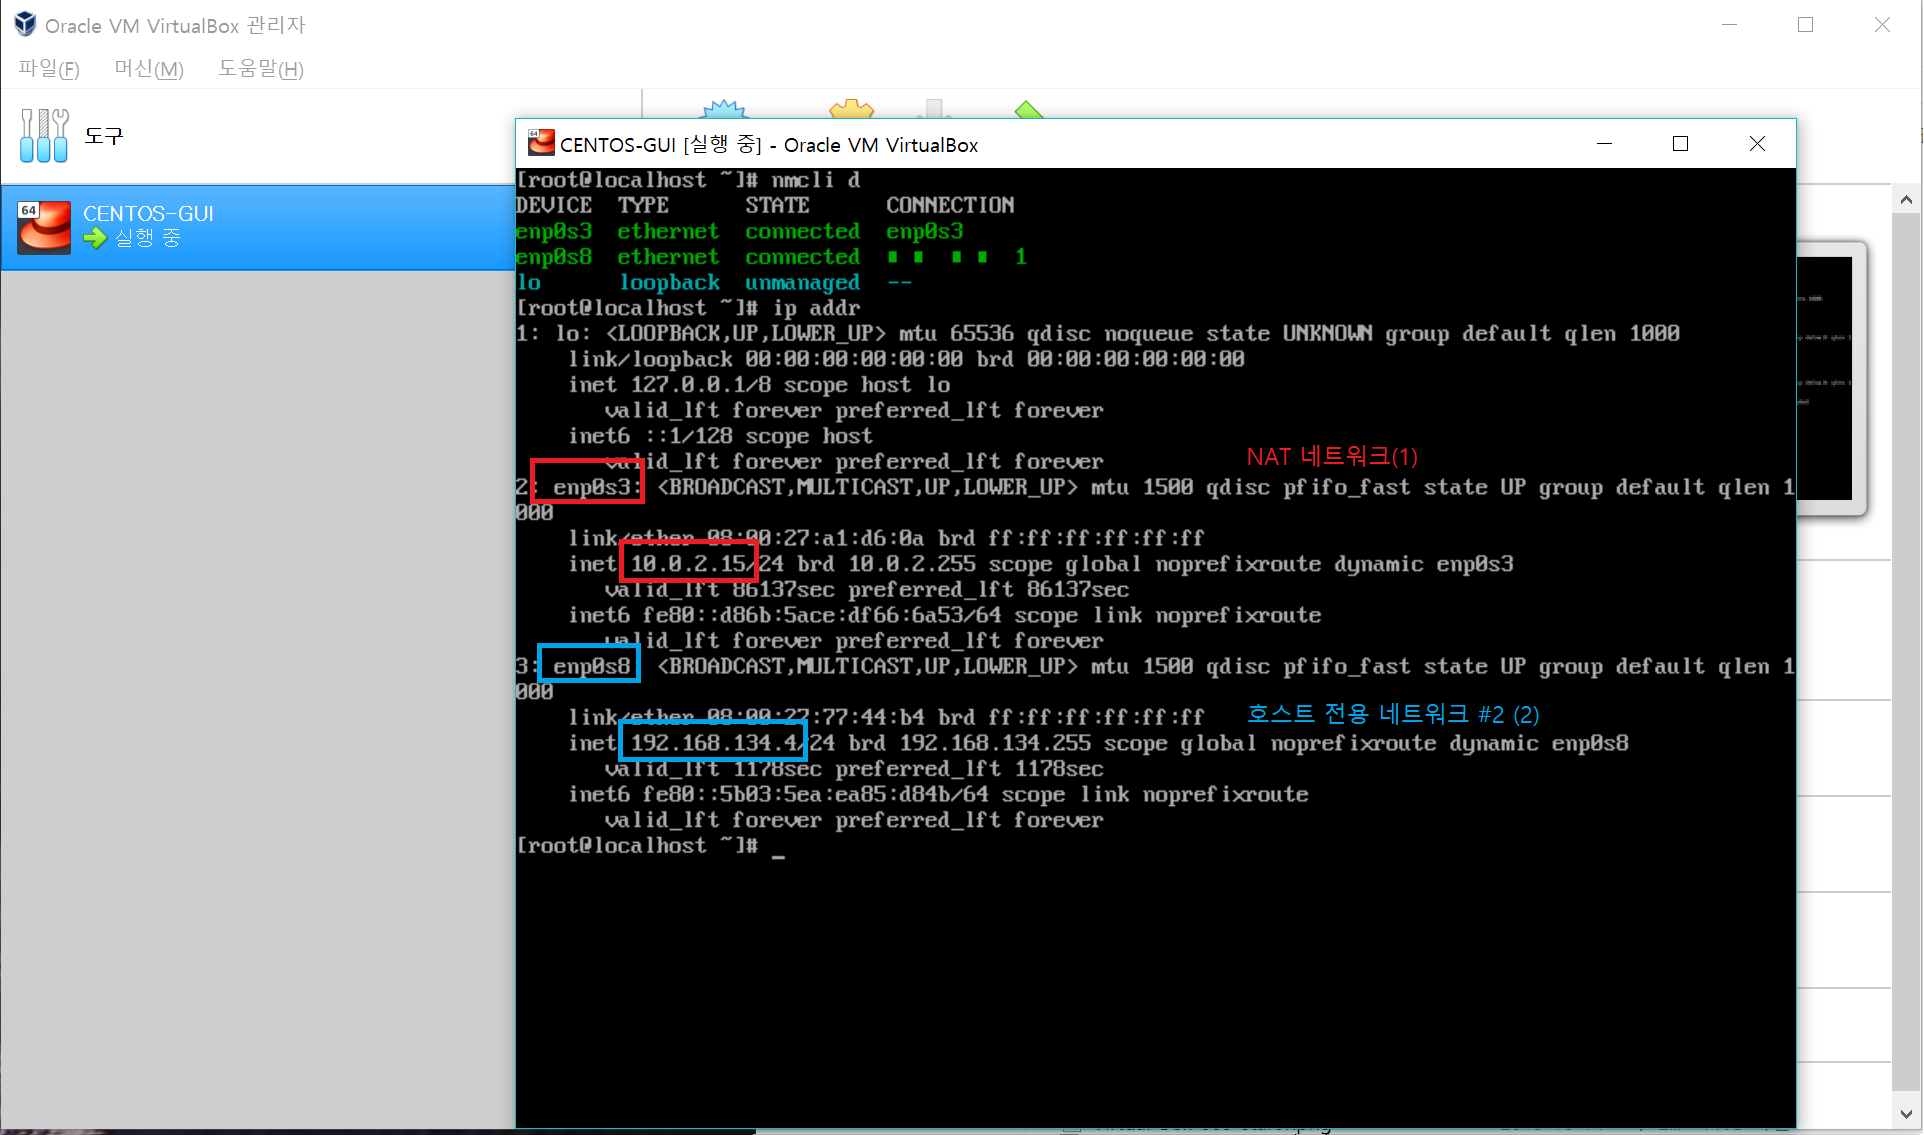 Oracle VM VirtualBox 관리자
파일(F) 머신(M) 도움말(H)
도구
64
CENTOS-GUI
실행 중
64
CENTOS-GUI [실행 중] - Oracle VM VirtualBox
[root@localhost ~]# nmcli d
DEVICE TYPE STATE CONNECTION
enp0s3 ethernet connected enp0s3
enp0s8 ethernet connected ■ ■ ■ ■ 1
lo loopback unmanaged --
[root@localhost ~]# ip addr
1: lo: <LOOPBACK,UP,LOWER_UP> mtu 65536 qdisc noqueue state UNKNOWN group default qlen 1000
link/loopback 00:00:00:00:00:00 brd 00:00:00:00:00:00
inet 127.0.0.1/8 scope host lo
valid_lft forever preferred_lft forever
inet6 ::1/128 scope host
valid_lft forever preferred_lft forever
NAT 네트워크(1)
2: enp0s3: <BROADCAST,MULTICAST,UP,LOWER_UP> mtu 1500 qdisc pfifo_fast state UP group default qlen 1
000
link/ether 08:00:27:a1:d6:0a brd ff:ff:ff:ff:ff:ff
inet 10.0.2.15/24 brd 10.0.2.255 scope global noprefixroute dynamic enp0s3
valid_lft 86137sec preferred_lft 86137sec
inet6 fe80::d86b:5ace:df66:6a53/64 scope link noprefixroute
valid_lft forever preferred_lft forever
3: enp0s8 <BROADCAST,MULTICAST,UP,LOWER_UP> mtu 1500 qdisc pfifo_fast state UP group default qlen 1
000
link/ether 08:00:27:77:44:b4 brd ff:ff:ff:ff:ff:ff
호스트 전용 네트워크 #2 (2)
inet 192.168.134.4/24 brd 192.168.134.255 scope global noprefixroute dynamic enp0s8
valid_lft 1178sec preferred_lft 1178sec
inet6 fe80::5b03:5ea:ea85:d84b/64 scope link noprefixroute
valid_lft forever preferred_lft forever
[root@localhost ~]# _